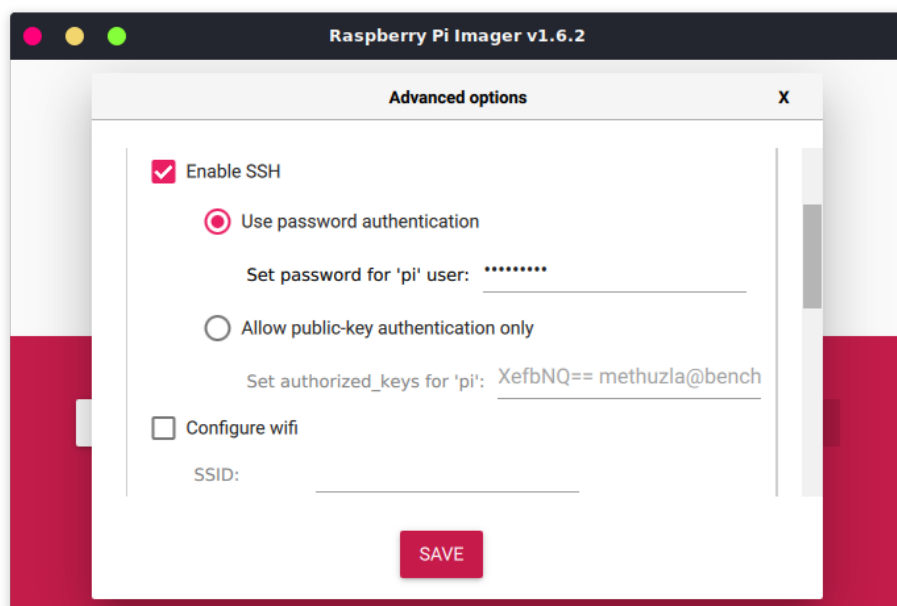 Raspberry Pi Imager v1.6.2
Advanced options X
Enable SSH
Use password authentication
Set password for 'pi' user: •••••••••
Allow public-key authentication only
Set authorized_keys for 'pi': XefbNQ== methuzla@bench
Configure wifi
SSID:
SAVE